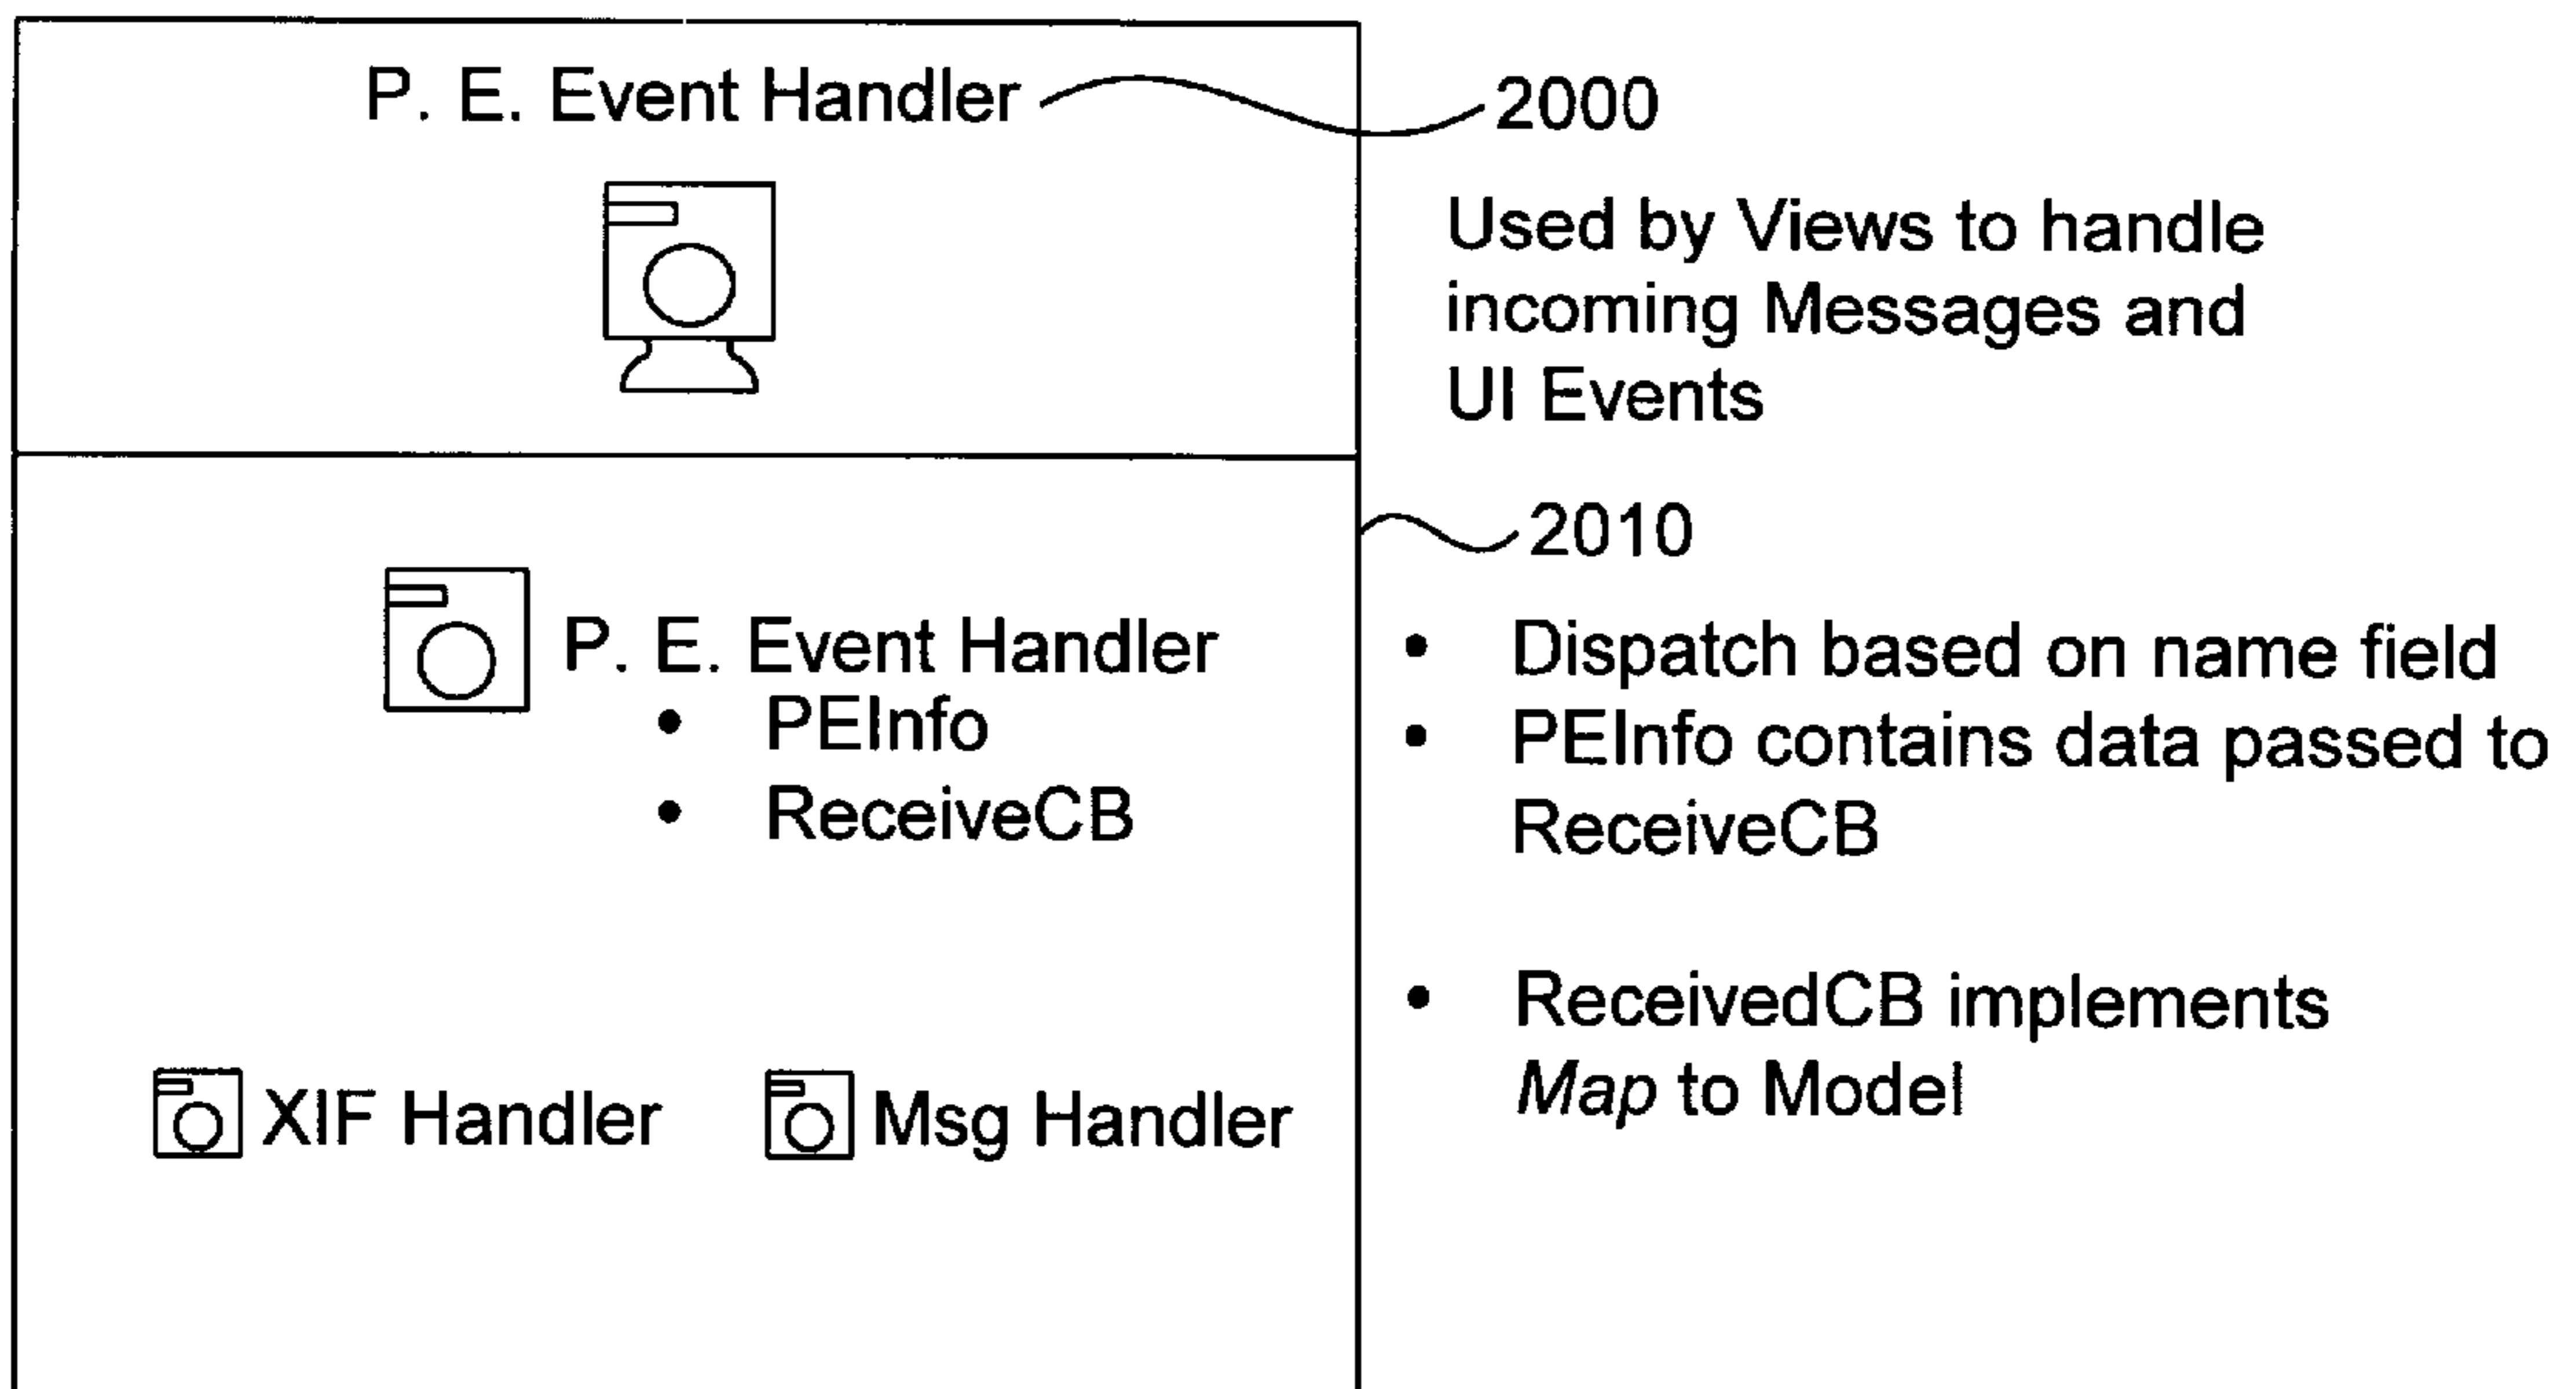 P. E. Event Handler
2000
Used by Views to handle
incoming Messages and
UI Events
2010
P. E. Event Handler
• PEInfo
• ReceiveCB
• Dispatch based on name field
• PEInfo contains data passed to
ReceiveCB
• ReceivedCB implements
Map to Model
XIF Handler
Msg Handler